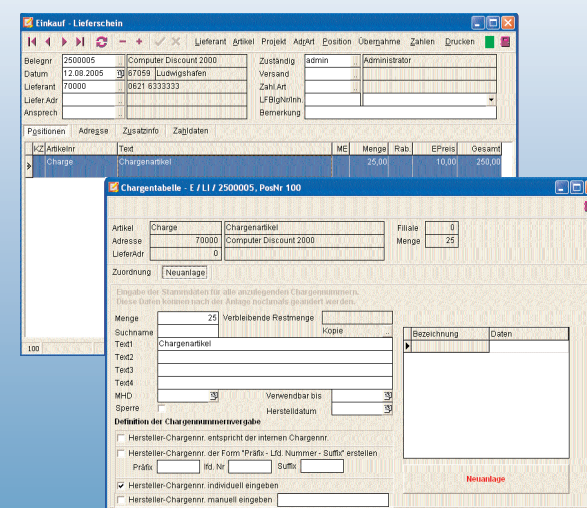 Einkauf - Lieferschein
Lieferant Artikel Projekt AdrArt Position Übernahme Zahlen Drucken
Belegnr 2500005 .. Computer Discount 2000 Zuständig admin .. Administrator
Datum 12.08.2005 67059 Ludwigshafen Versand ..
Lieferant 70000 .. 0621 6333333 Zahl.Art ..
Liefer.Adr .. LFBlgNr/Inh.
Ansprech .. Bemerkung
Positionen Adresse Zusatzinfo Zahldaten
KZ Artikelnr Text ME Menge Rab. EPreis Gesamt
Charge Chargenartikel 25,00 10,00 250,00
100
Chargentabelle - E / LI / 2500005, PosNr 100
Artikel Charge Chargenartikel Filiale 0
Adresse 70000 Computer Discount 2000 Menge 25
LieferAdr 0
Zuordnung Neuanlage
Eingabe der Stammdaten für alle anzulegenden Chargennummern.
Diese Daten können nach der Anlage nochmals geändert werden.
Menge 25 Verbleibende Restmenge
Suchname Kopie ..
Bezeichnung Daten
Text1 Chargenartikel
Text2
Text3
Text4
MHD Verwendbar bis
Sperre Herstelldatum
Definition der Chargennummernvergabe
Hersteller-Chargennr. entspricht der internen Chargennr.
Hersteller-Chargennr. der Form "Präfix - Lfd. Nummer - Suffix" erstellen
Präfix lfd. Nr Suffix
Neuanlage
Hersteller-Chargennr. individuell eingeben
Hersteller-Chargennr. manuell eingeben